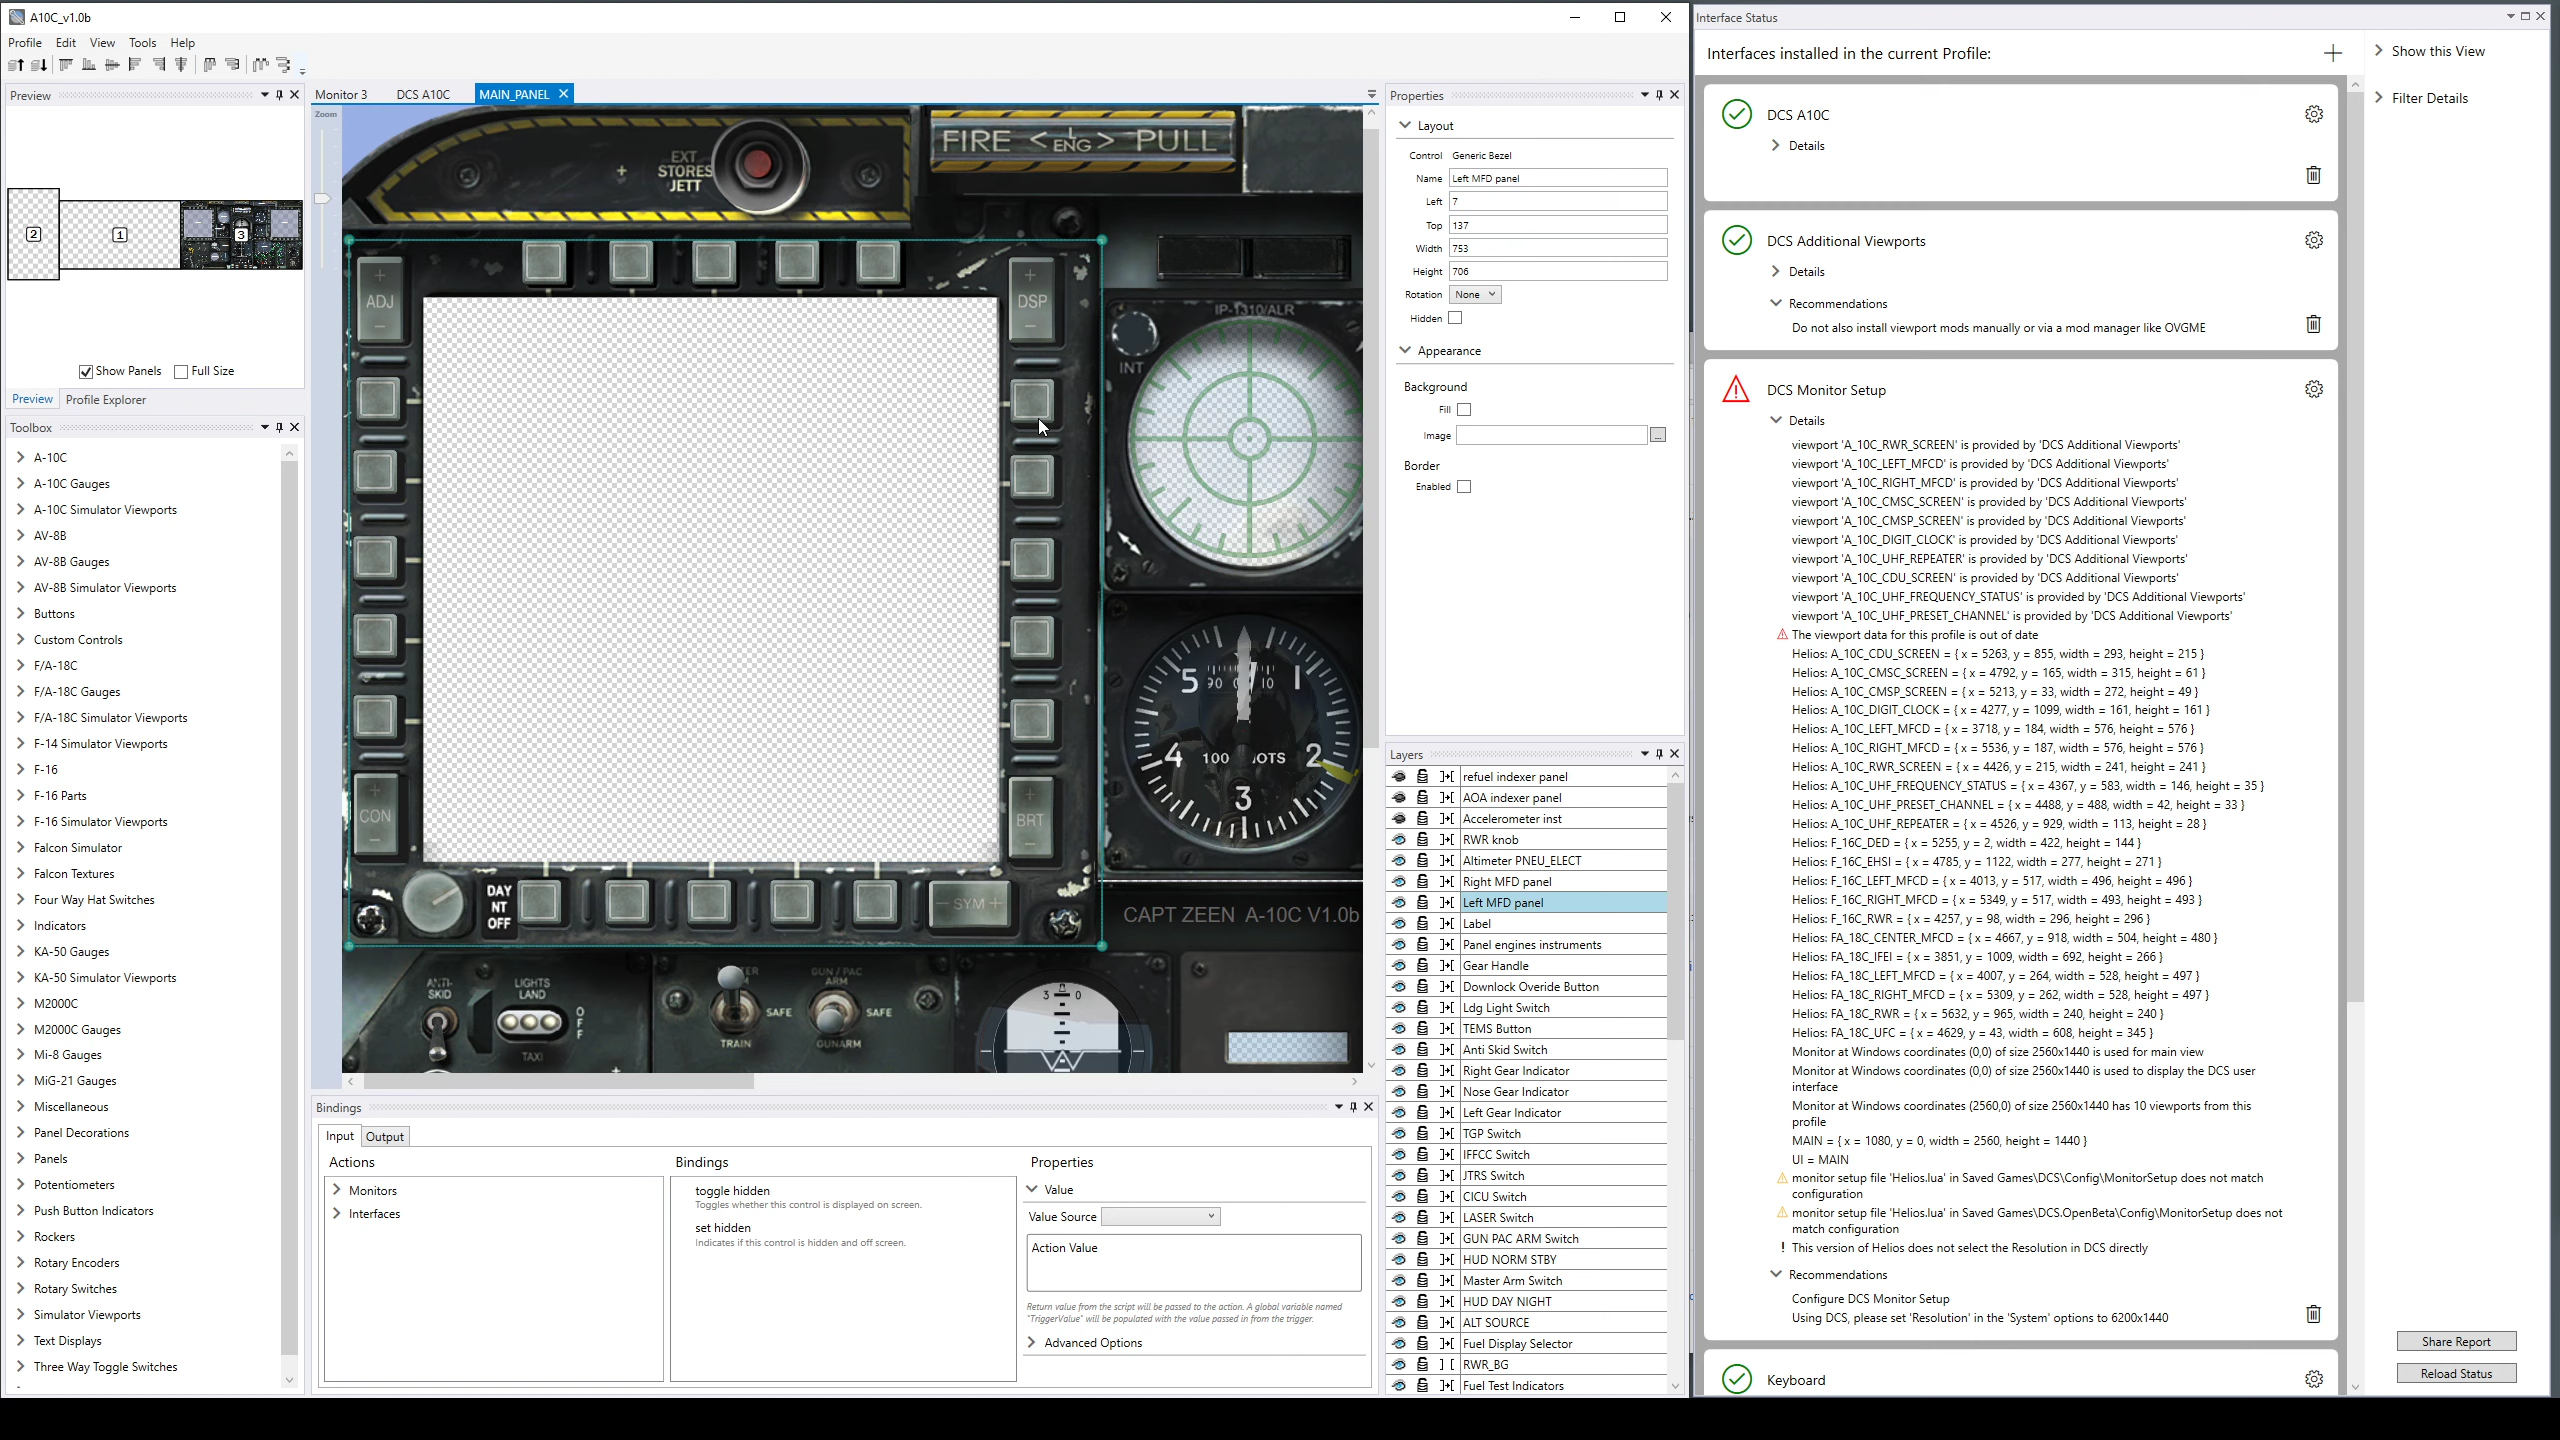 A10C_v1.0b
Profile Edit View Tools Help
Preview
2
1
3
Show Panels Full Size
Preview Profile Explorer
Toolbox
A-10C
A-10C Gauges
A-10C Simulator Viewports
AV-8B
AV-8B Gauges
AV-8B Simulator Viewports
Buttons
Custom Controls
F/A-18C
F/A-18C Gauges
F/A-18C Simulator Viewports
F-14 Simulator Viewports
F-16
F-16 Parts
F-16 Simulator Viewports
Falcon Simulator
Falcon Textures
Four Way Hat Switches
Indicators
KA-50 Gauges
KA-50 Simulator Viewports
M2000C
M2000C Gauges
Mi-8 Gauges
MiG-21 Gauges
Miscellaneous
Panel Decorations
Panels
Potentiometers
Push Button Indicators
Rockers
Rotary Encoders
Rotary Switches
Simulator Viewports
Text Displays
Three Way Toggle Switches
Monitor 3 DCS A10C MAIN_PANEL
Zoom
EXT
STORES
JETT
FIRE < ENG > PULL
L
ADJ
DSP
CON
BRT
DAY
NT
OFF
SYM
IP-1310/ALR
INT
5 90 0 10 1
4 100 2
3
CAPT ZEEN A-10C V1.0b
ANTI-
SKID
LIGHTS
LAND
OFF
TAXI
SAFE
TRAIN
GUN / PAC
ARM
SAFE
GUNARM
3 0
Bindings
Input Output
Actions
Monitors
Interfaces
Bindings
toggle hidden
Toggles whether this control is displayed on screen.
set hidden
Indicates if this control is hidden and off screen.
Properties
Value
Value Source
Action Value
Return value from the script will be passed to the action. A global variable named
"TriggerValue" will be populated with the value passed in from the trigger.
Advanced Options
Properties
Layout
Control Generic Bezel
Name Left MFD panel
Left 7
Top 137
Width 753
Height 706
Rotation None
Hidden
Appearance
Background
Fill
Image ...
Border
Enabled
Layers
refuel indexer panel
AOA indexer panel
Accelerometer inst
RWR knob
Altimeter PNEU_ELECT
Right MFD panel
Left MFD panel
Label
Panel engines instruments
Gear Handle
Downlock Overide Button
Ldg Light Switch
TEMS Button
Anti Skid Switch
Right Gear Indicator
Nose Gear Indicator
Left Gear Indicator
TGP Switch
IFFCC Switch
JTRS Switch
CICU Switch
LASER Switch
GUN PAC ARM Switch
HUD NORM STBY
Master Arm Switch
HUD DAY NIGHT
ALT SOURCE
Fuel Display Selector
RWR_BG
Fuel Test Indicators
Interface Status
Interfaces installed in the current Profile:
DCS A10C
Details
DCS Additional Viewports
Details
Recommendations
Do not also install viewport mods manually or via a mod manager like OVGME
DCS Monitor Setup
Details
viewport 'A_10C_RWR_SCREEN' is provided by 'DCS Additional Viewports'
viewport 'A_10C_LEFT_MFCD' is provided by 'DCS Additional Viewports'
viewport 'A_10C_RIGHT_MFCD' is provided by 'DCS Additional Viewports'
viewport 'A_10C_CMSC_SCREEN' is provided by 'DCS Additional Viewports'
viewport 'A_10C_CMSP_SCREEN' is provided by 'DCS Additional Viewports'
viewport 'A_10C_DIGIT_CLOCK' is provided by 'DCS Additional Viewports'
viewport 'A_10C_UHF_REPEATER' is provided by 'DCS Additional Viewports'
viewport 'A_10C_CDU_SCREEN' is provided by 'DCS Additional Viewports'
viewport 'A_10C_UHF_FREQUENCY_STATUS' is provided by 'DCS Additional Viewports'
viewport 'A_10C_UHF_PRESET_CHANNEL' is provided by 'DCS Additional Viewports'
The viewport data for this profile is out of date
Helios: A_10C_CDU_SCREEN = { x = 5263, y = 855, width = 293, height = 215 }
Helios: A_10C_CMSC_SCREEN = { x = 4792, y = 165, width = 315, height = 61 }
Helios: A_10C_CMSP_SCREEN = { x = 5213, y = 33, width = 272, height = 49 }
Helios: A_10C_DIGIT_CLOCK = { x = 4277, y = 1099, width = 161, height = 161 }
Helios: A_10C_LEFT_MFCD = { x = 3718, y = 184, width = 576, height = 576 }
Helios: A_10C_RIGHT_MFCD = { x = 5536, y = 187, width = 576, height = 576 }
Helios: A_10C_RWR_SCREEN = { x = 4426, y = 215, width = 241, height = 241 }
Helios: A_10C_UHF_FREQUENCY_STATUS = { x = 4367, y = 583, width = 146, height = 35 }
Helios: A_10C_UHF_PRESET_CHANNEL = { x = 4488, y = 488, width = 42, height = 33 }
Helios: A_10C_UHF_REPEATER = { x = 4526, y = 929, width = 113, height = 28 }
Helios: F_16C_DED = { x = 5255, y = 2, width = 422, height = 144 }
Helios: F_16C_EHSI = { x = 4785, y = 1122, width = 277, height = 271 }
Helios: F_16C_LEFT_MFCD = { x = 4013, y = 517, width = 496, height = 496 }
Helios: F_16C_RIGHT_MFCD = { x = 5349, y = 517, width = 493, height = 493 }
Helios: F_16C_RWR = { x = 4257, y = 98, width = 296, height = 296 }
Helios: FA_18C_CENTER_MFCD = { x = 4667, y = 918, width = 504, height = 480 }
Helios: FA_18C_IFEI = { x = 3851, y = 1009, width = 692, height = 266 }
Helios: FA_18C_LEFT_MFCD = { x = 4007, y = 264, width = 528, height = 497 }
Helios: FA_18C_RIGHT_MFCD = { x = 5309, y = 262, width = 528, height = 497 }
Helios: FA_18C_RWR = { x = 5632, y = 965, width = 240, height = 240 }
Helios: FA_18C_UFC = { x = 4629, y = 43, width = 608, height = 345 }
Monitor at Windows coordinates (0,0) of size 2560x1440 is used for main view
Monitor at Windows coordinates (0,0) of size 2560x1440 is used to display the DCS user
interface
Monitor at Windows coordinates (2560,0) of size 2560x1440 has 10 viewports from this
profile
MAIN = { x = 1080, y = 0, width = 2560, height = 1440 }
UI = MAIN
monitor setup file 'Helios.lua' in Saved Games\DCS\Config\MonitorSetup does not match
configuration
monitor setup file 'Helios.lua' in Saved Games\DCS.OpenBeta\Config\MonitorSetup does not
match configuration
! This version of Helios does not select the Resolution in DCS directly
Recommendations
Configure DCS Monitor Setup
Using DCS, please set 'Resolution' in the 'System' options to 6200x1440
Keyboard
Show this View
Filter Details
Share Report
Reload Status